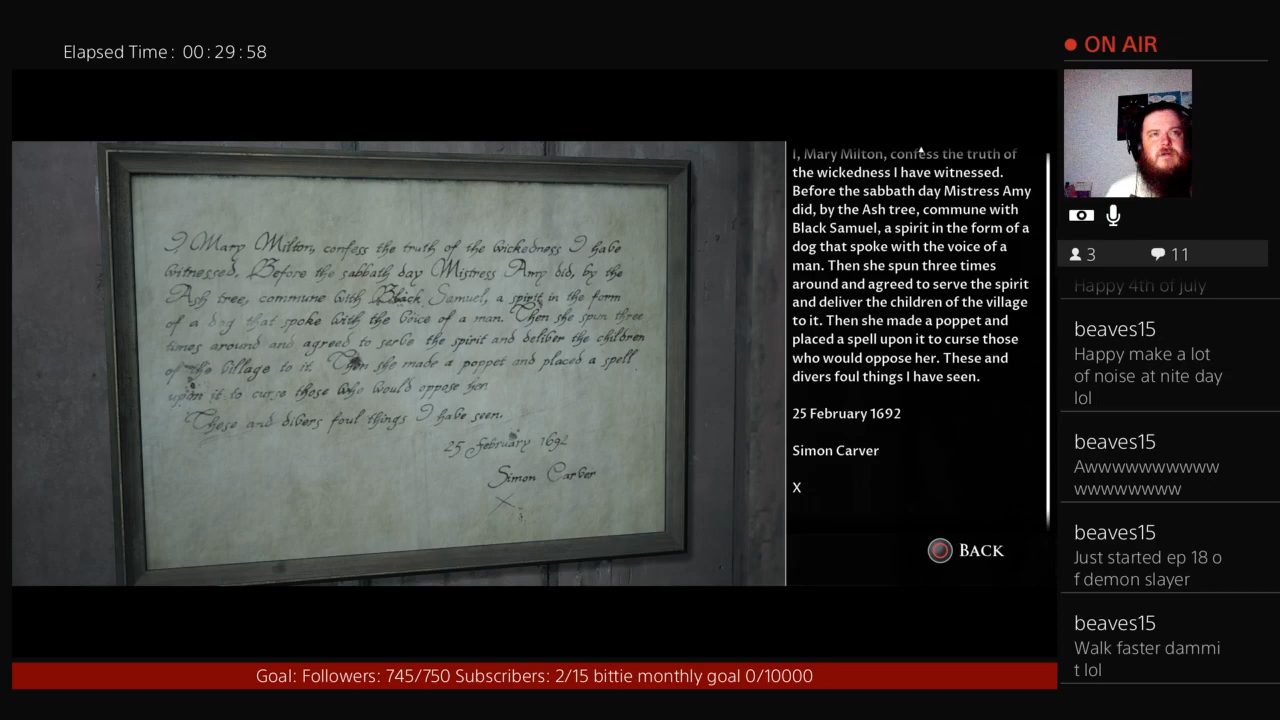 Elapsed Time: 00:29:58
ON AIR
I Mary Milton, confess the truth of the wickedness I have
witnessed. Before the sabbath day Mistress Amy did, by the
Ash tree, commune with Black Samuel, a spirit in the form
of a dog that spoke with the voice of a man. Then she spun three
times around and agreed to serve the spirit and deliver the children
of the village to it. Then she made a poppet and placed a spell
upon it to curse those who would oppose her.
These and divers foul things I have seen.
25 February 1692
Simon Carver
X
I, Mary Milton, confess the truth of
the wickedness I have witnessed.
Before the sabbath day Mistress Amy
did, by the Ash tree, commune with
Black Samuel, a spirit in the form of a
dog that spoke with the voice of a
man. Then she spun three times
around and agreed to serve the spirit
and deliver the children of the village
to it. Then she made a poppet and
placed a spell upon it to curse those
who would oppose her. These and
divers foul things I have seen.
25 February 1692
Simon Carver
X
BACK
3 11
Happy 4th of july
beaves15
Happy make a lot
of noise at nite day
lol
beaves15
Awwwwwwwwww
wwwwwwwww
beaves15
Just started ep 18 o
f demon slayer
beaves15
Walk faster dammi
t lol
Goal: Followers: 745/750 Subscribers: 2/15 bittie monthly goal 0/10000